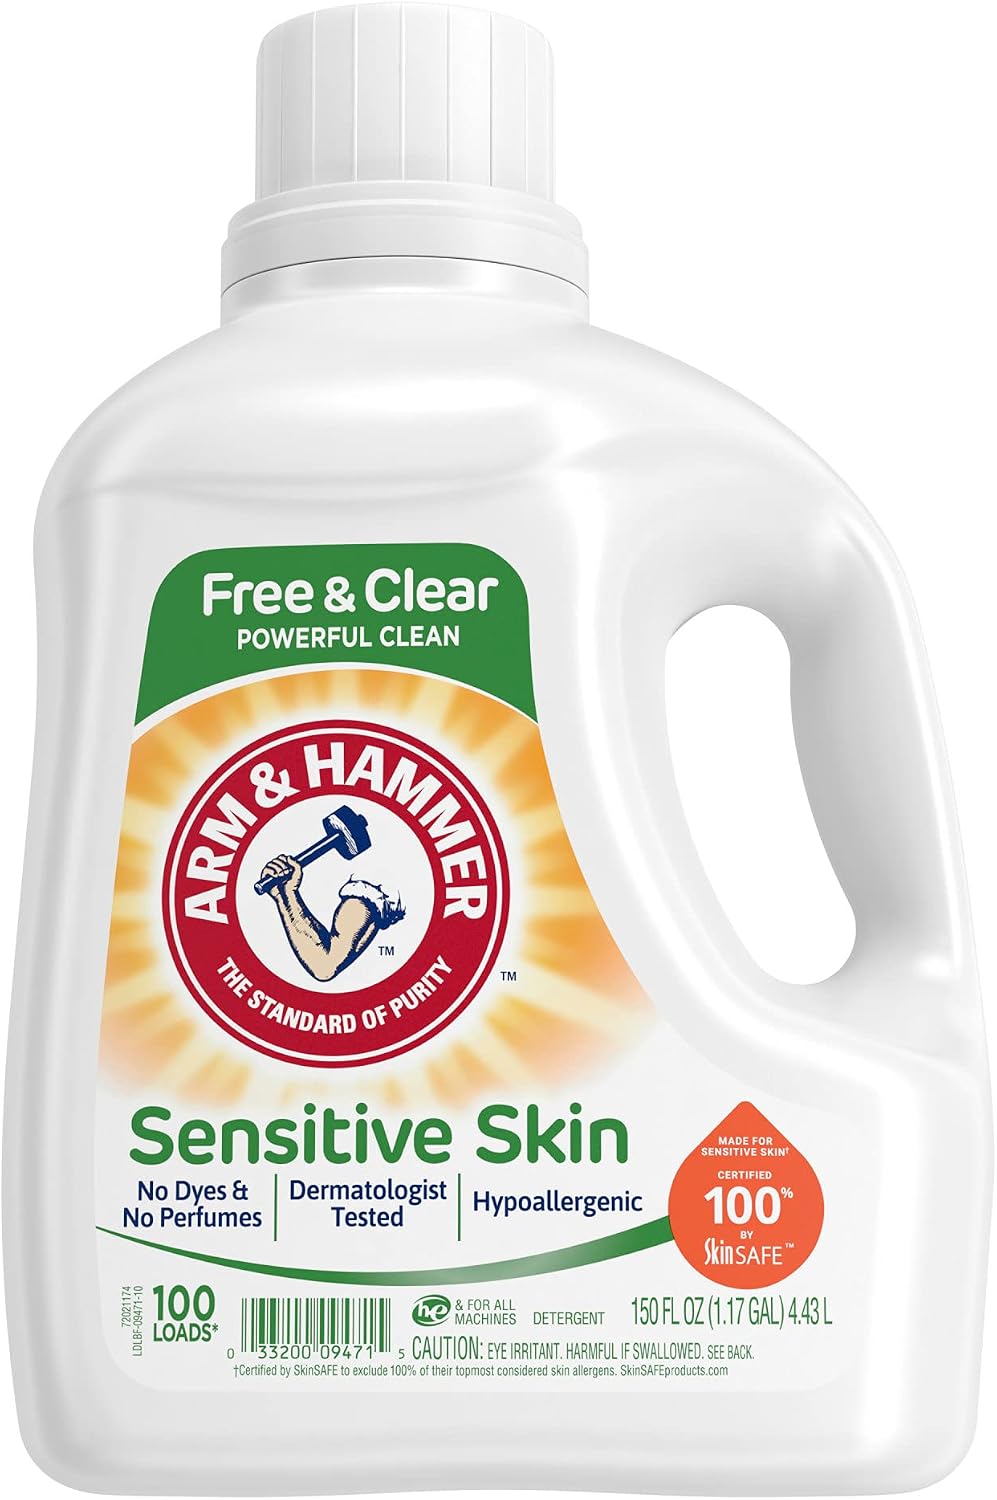 Free & Clear
POWERFUL CLEAN
ARM & HAMMER
THE STANDARD OF PURITY
TM
TM
Sensitive Skin
No Dyes &
No Perfumes
Dermatologist
Tested
Hypoallergenic
MADE FOR
SENSITIVE SKIN†
CERTIFIED
100%
BY
SkinSAFE™
72021174
LDLBF-09471-10
100
LOADS*
0 33200 09471 5
he & FOR ALL
MACHINES
DETERGENT
150 FL OZ (1.17 GAL) 4.43 L
CAUTION: EYE IRRITANT. HARMFUL IF SWALLOWED. SEE BACK.
†Certified by SkinSAFE to exclude 100% of their topmost considered skin allergens. SkinSAFEproducts.com